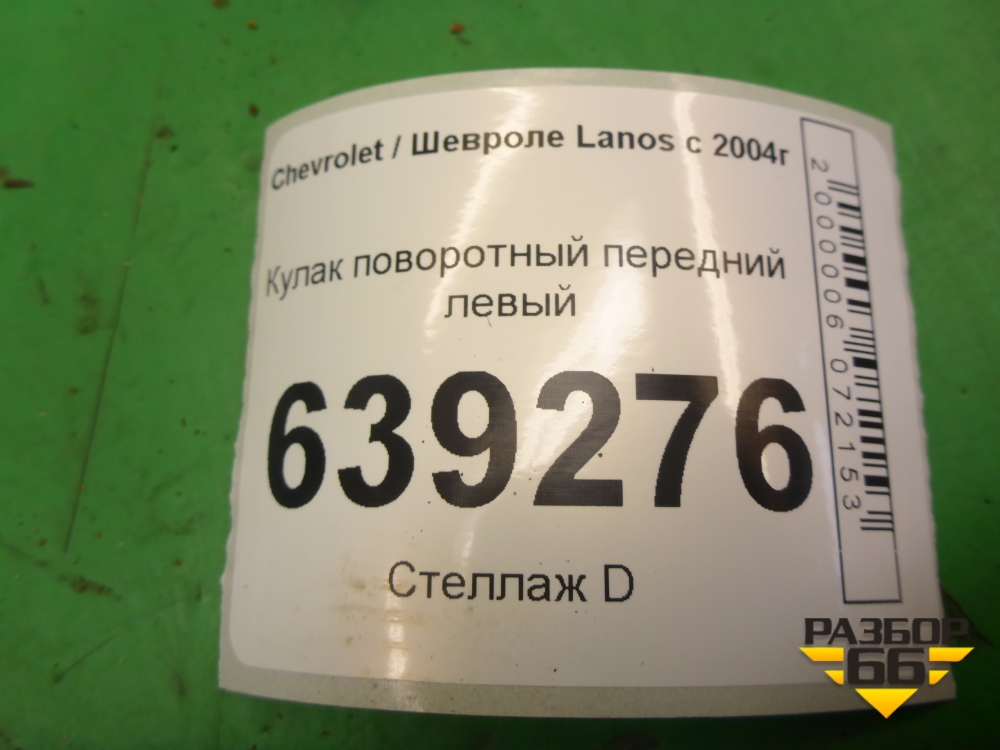 Chevrolet / Шевроле Lanos с 2004г
Кулак поворотный передний
левый
639276
Стеллаж D
2000006072153
РАЗБОР
66